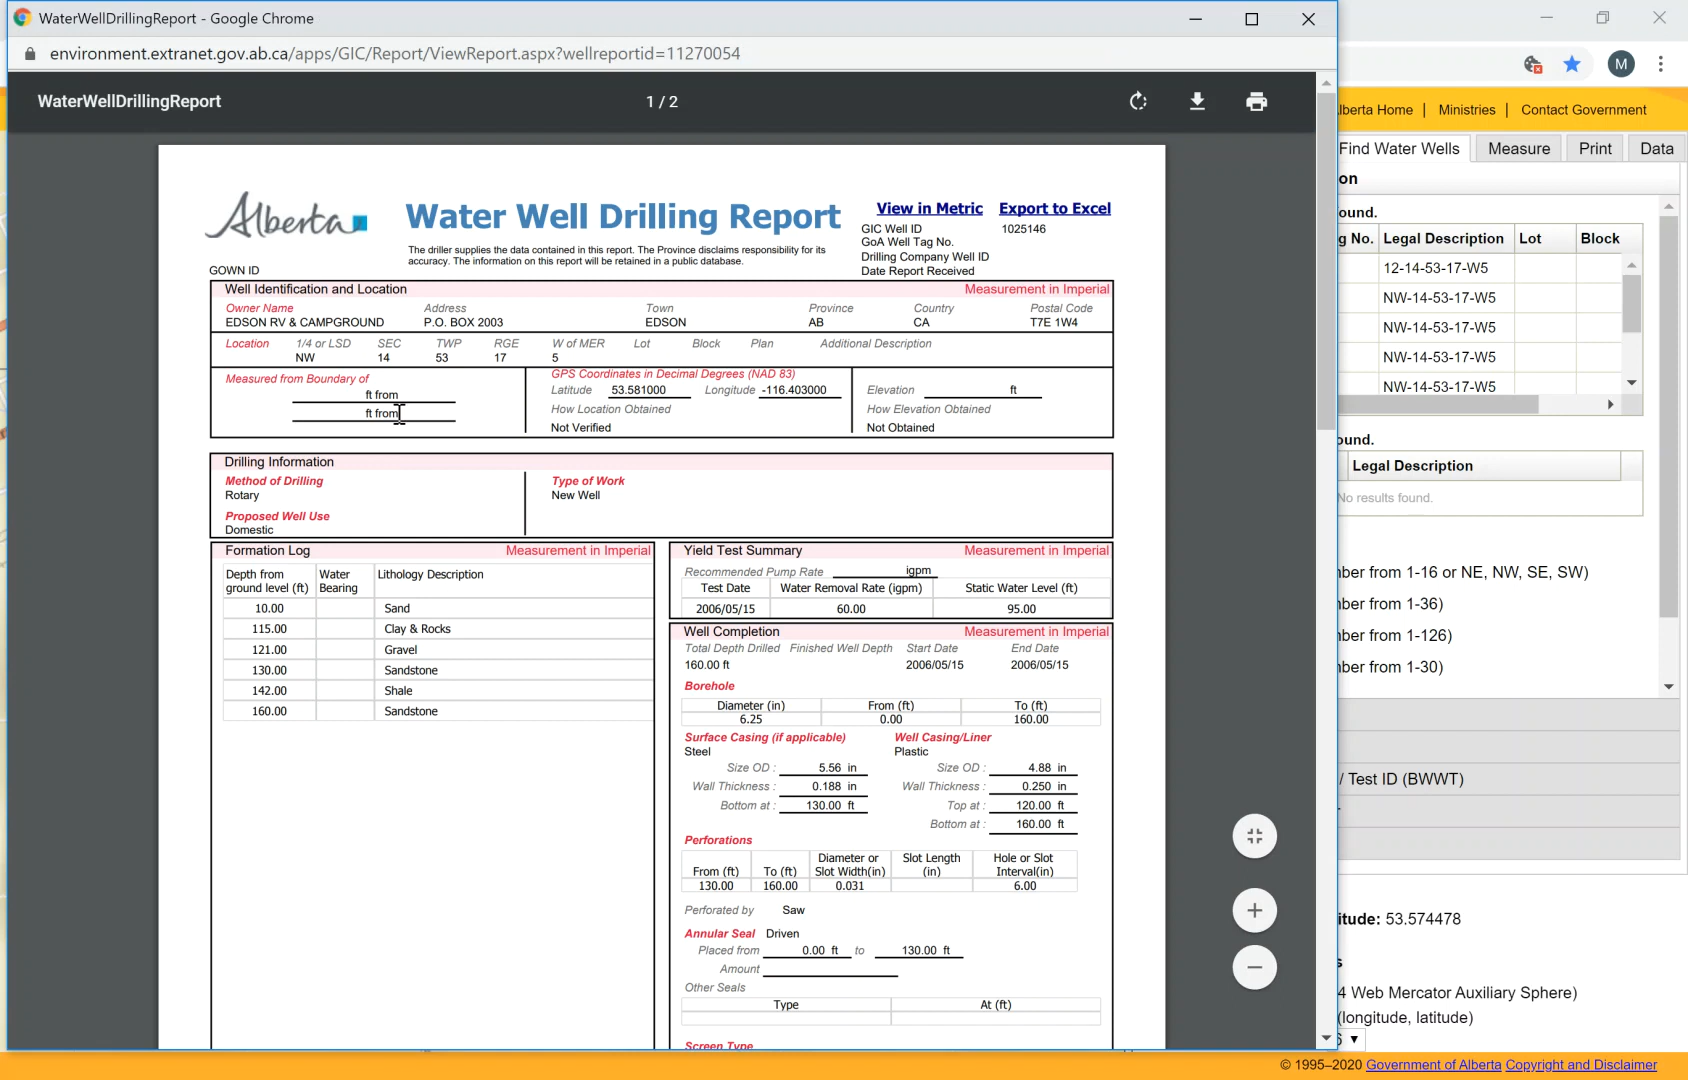 WaterWellDrillingReport - Google Chrome
environment.extranet.gov.ab.ca/apps/GIC/Report/ViewReport.aspx?wellreportid=11270054
M
WaterWellDrillingReport
1 / 2
lberta Home | Ministries | Contact Government
Find Water Wells Measure Print Data
on
ound.
g No. Legal Description Lot Block
12-14-53-17-W5
NW-14-53-17-W5
NW-14-53-17-W5
NW-14-53-17-W5
NW-14-53-17-W5
ound.
Legal Description
No results found.
nber from 1-16 or NE, NW, SE, SW)
nber from 1-36)
nber from 1-126)
nber from 1-30)
/ Test ID (BWWT)
itude: 53.574478
s
4 Web Mercator Auxiliary Sphere)
(longitude, latitude)
Alberta
Water Well Drilling Report
View in Metric Export to Excel
The driller supplies the data contained in this report. The Province disclaims responsibility for its
accuracy. The information on this report will be retained in a public database.
GIC Well ID 1025146
GoA Well Tag No.
Drilling Company Well ID
Date Report Received
GOWN ID
Well Identification and Location Measurement in Imperial
Owner Name Address Town Province Country Postal Code
EDSON RV & CAMPGROUND P.O. BOX 2003 EDSON AB CA T7E 1W4
Location 1/4 or LSD SEC TWP RGE W of MER Lot Block Plan Additional Description
NW 14 53 17 5
Measured from Boundary of
ft from
ft from
GPS Coordinates in Decimal Degrees (NAD 83)
Latitude 53.581000 Longitude -116.403000
How Location Obtained
Not Verified
Elevation ft
How Elevation Obtained
Not Obtained
Drilling Information
Method of Drilling
Rotary
Proposed Well Use
Domestic
Type of Work
New Well
Formation Log Measurement in Imperial
Depth from
ground level (ft)
Water
Bearing
Lithology Description
10.00 Sand
115.00 Clay & Rocks
121.00 Gravel
130.00 Sandstone
142.00 Shale
160.00 Sandstone
Yield Test Summary Measurement in Imperial
Recommended Pump Rate igpm
Test Date Water Removal Rate (igpm) Static Water Level (ft)
2006/05/15 60.00 95.00
Well Completion Measurement in Imperial
Total Depth Drilled Finished Well Depth Start Date End Date
160.00 ft 2006/05/15 2006/05/15
Borehole
Diameter (in) From (ft) To (ft)
6.25 0.00 160.00
Surface Casing (if applicable)
Steel
Size OD : 5.56 in
Wall Thickness : 0.188 in
Bottom at : 130.00 ft
Well Casing/Liner
Plastic
Size OD : 4.88 in
Wall Thickness : 0.250 in
Top at : 120.00 ft
Bottom at : 160.00 ft
Perforations
From (ft) To (ft) Diameter or Slot Width(in) Slot Length (in) Hole or Slot Interval(in)
130.00 160.00 0.031 6.00
Perforated by Saw
Annular Seal Driven
Placed from 0.00 ft to 130.00 ft
Amount
Other Seals
Type At (ft)
Screen Type
© 1995–2020 Government of Alberta Copyright and Disclaimer